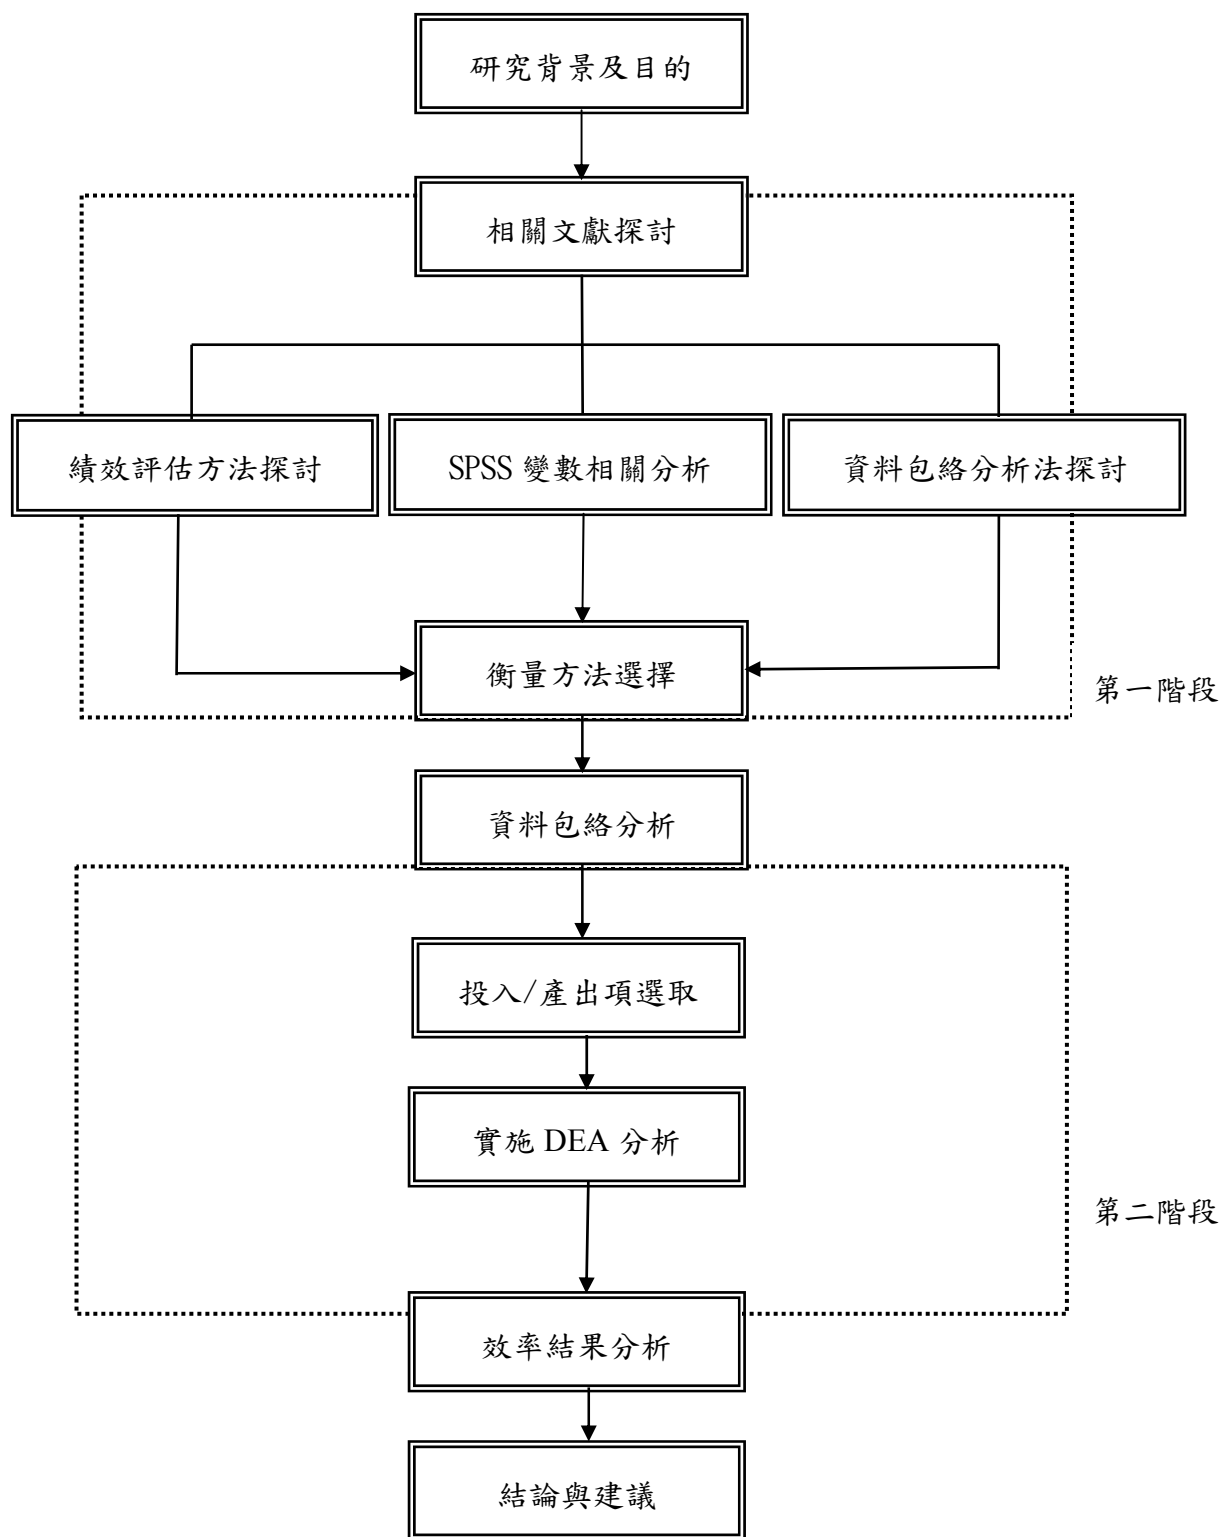 研究背景及目的
相關文獻探討
績效評估方法探討
SPSS 變數相關分析
資料包絡分析法探討
衡量方法選擇
第一階段
資料包絡分析
投入/產出項選取
實施 DEA 分析
第二階段
效率結果分析
結論與建議